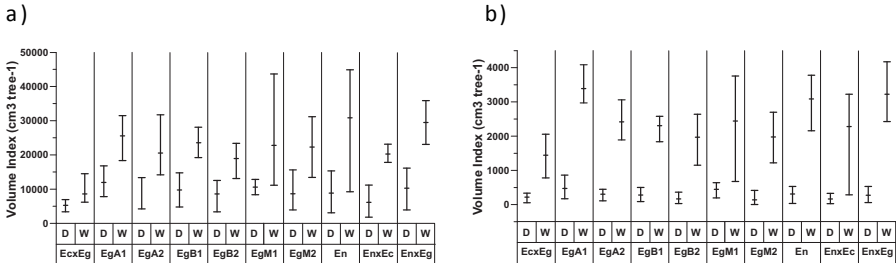 a)
Volume Index (cm3 tree-1)
50000
40000
30000
20000
10000
0
D W D W D W D W D W D W D W D W D W D W
EcxEg EgA1 EgA2 EgB1 EgB2 EgM1 EgM2 En EnxEc EnxEg
b)
Volume Index (cm3 tree-1)
4000
3000
2000
1000
0
D W D W D W D W D W D W D W D W D W D W
EcxEg EgA1 EgA2 EgB1 EgB2 EgM1 EgM2 En EnxEc EnxEg